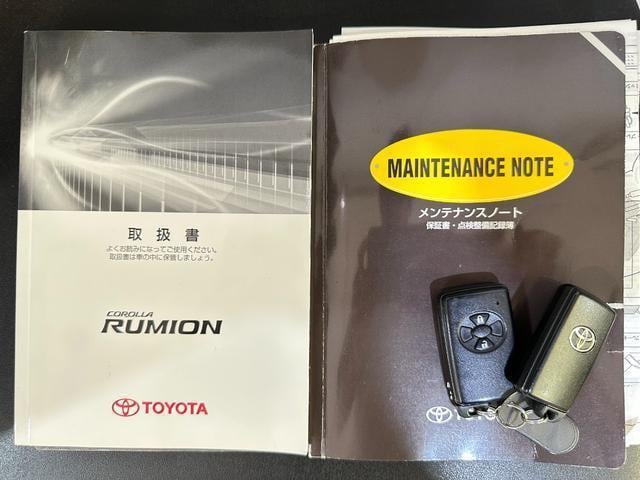 取扱書
よくお読みになってご使用ください。
取扱書は車の中に保管しましょう。
COROLLA
RUMION
TOYOTA
MAINTENANCE NOTE
メンテナンスノート
保証書・点検整備記録簿